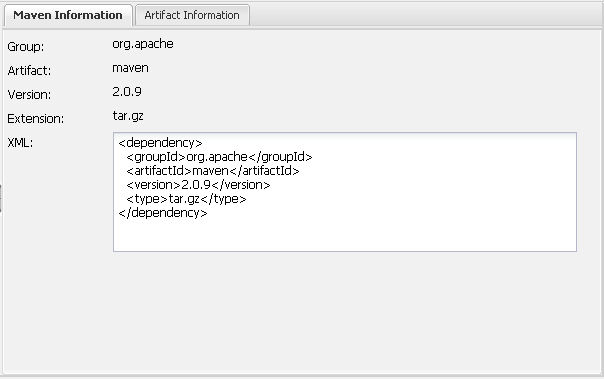 Maven Information Artifact Information
Group: org.apache
Artifact: maven
Version: 2.0.9
Extension: tar.gz
XML: <dependency>
<groupId>org.apache</groupId>
<artifactId>maven</artifactId>
<version>2.0.9</version>
<type>tar.gz</type>
</dependency>